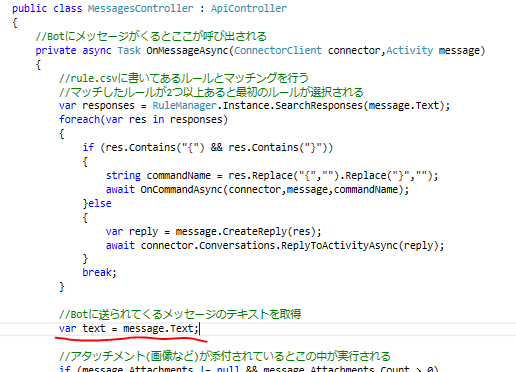 public class MessagesController : ApiController
{
//Botにメッセージがくるとここが呼び出される
private async Task OnMessageAsync(ConnectorClient connector,Activity message)
{
//rule.csvに書いてあるルールとマッチングを行う
//マッチしたルールが2つ以上あると最初のルールが選択される
var responses = RuleManager.Instance.SearchResponses(message.Text);
foreach(var res in responses)
{
if (res.Contains("{") && res.Contains("}"))
{
string commandName = res.Replace("{","").Replace("}","");
await OnCommandAsync(connector,message,commandName);
}else
{
var reply = message.CreateReply(res);
await connector.Conversations.ReplyToActivityAsync(reply);
}
break;
}
//Botに送られてくるメッセージのテキストを取得
var text = message.Text;
//アタッチメント(画像など)が添付されているとこの中が実行される
if (message.Attachments != null && message.Attachments.Count > 0)